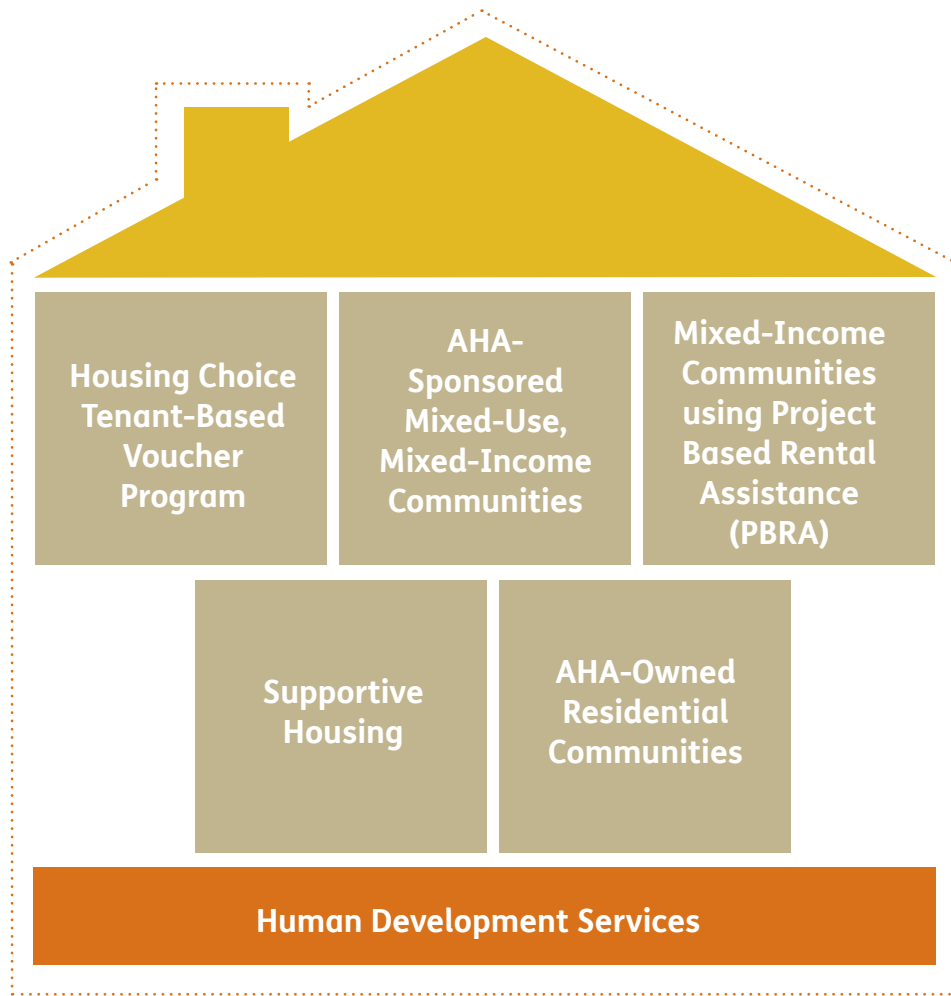 Housing Choice
Tenant-Based
Voucher
Program
AHA-
Sponsored
Mixed-Use,
Mixed-Income
Communities
Mixed-Income
Communities
using Project
Based Rental
Assistance
(PBRA)
Supportive
Housing
AHA-Owned
Residential
Communities
Human Development Services